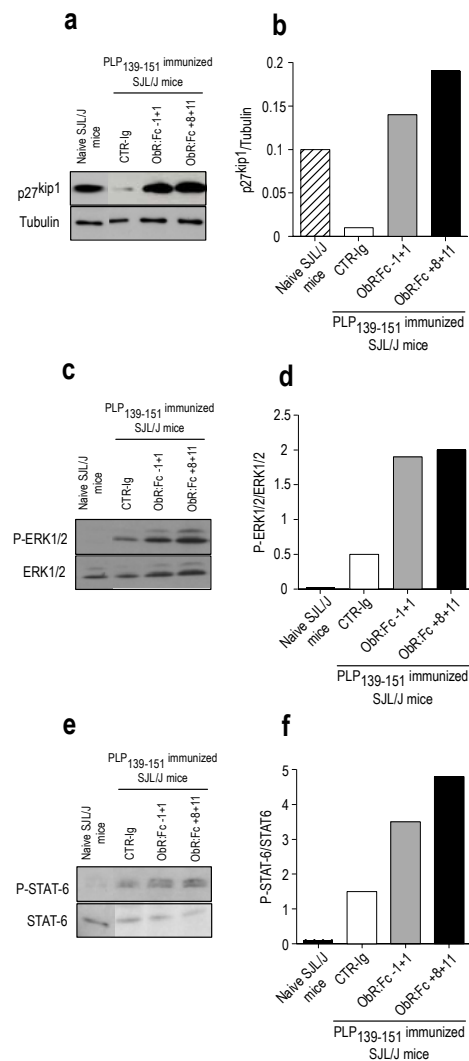 a
PLP139-151 immunized
SJL/J mice
Naive SJL/J
mice
CTR-Ig
ObR:Fc -1+1
ObR:Fc +8+11
p27kip1
Tubulin
b
p27kip1/Tubulin
0.2
0.15
0.1
0.05
0
Naive SJL/J
mice
CTR-Ig
ObR:Fc -1+1
ObR:Fc +8+11
PLP139-151 immunized
SJL/J mice
c
PLP139-151 immunized
SJL/J mice
Naive SJL/J
mice
CTR-Ig
ObR:Fc -1+1
ObR:Fc +8+11
P-ERK1/2
ERK1/2
d
P-ERK1/2/ERK1/2
2.5
2
1.5
1
0.5
0
Naive SJL/J
mice
CTR-Ig
ObR:Fc -1+1
ObR:Fc +8+11
PLP139-151 immunized
SJL/J mice
e
PLP139-151 immunized
SJL/J mice
Naive SJL/J
mice
CTR-Ig
ObR:Fc -1+1
ObR:Fc +8+11
P-STAT-6
STAT-6
f
P-STAT-6/STAT6
5
4
3
2
1
0
Naive SJL/J
mice
CTR-Ig
ObR:Fc -1+1
ObR:Fc +8+11
PLP139-151 immunized
SJL/J mice